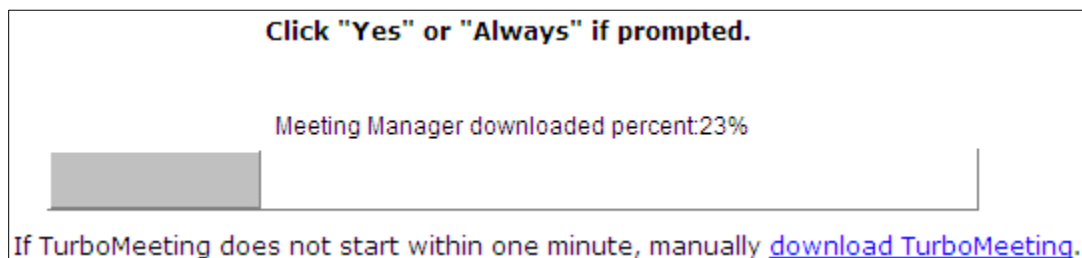 Click "Yes" or "Always" if prompted.
Meeting Manager downloaded percent:23%
If TurboMeeting does not start within one minute, manually download TurboMeeting.